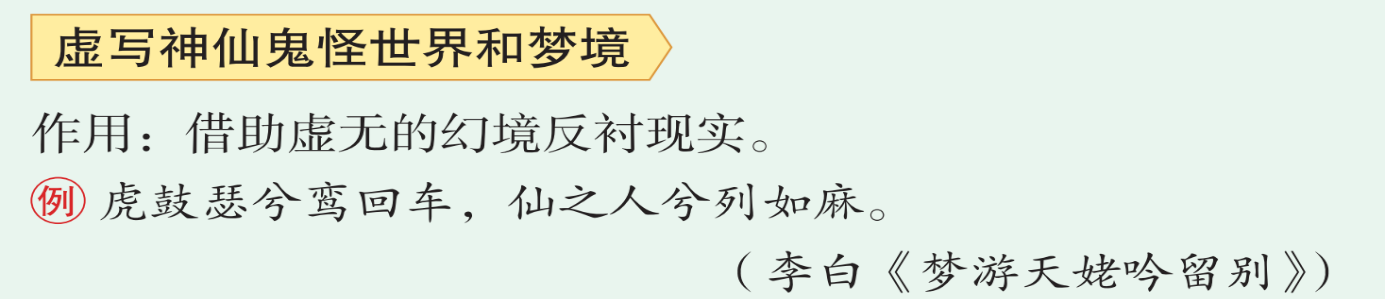 虚写神仙鬼怪世界和梦境
作用：借助虚无的幻境反衬现实。
例 虎鼓瑟兮鸾回车，仙之人兮列如麻。
（李白《梦游天姥吟留别》）